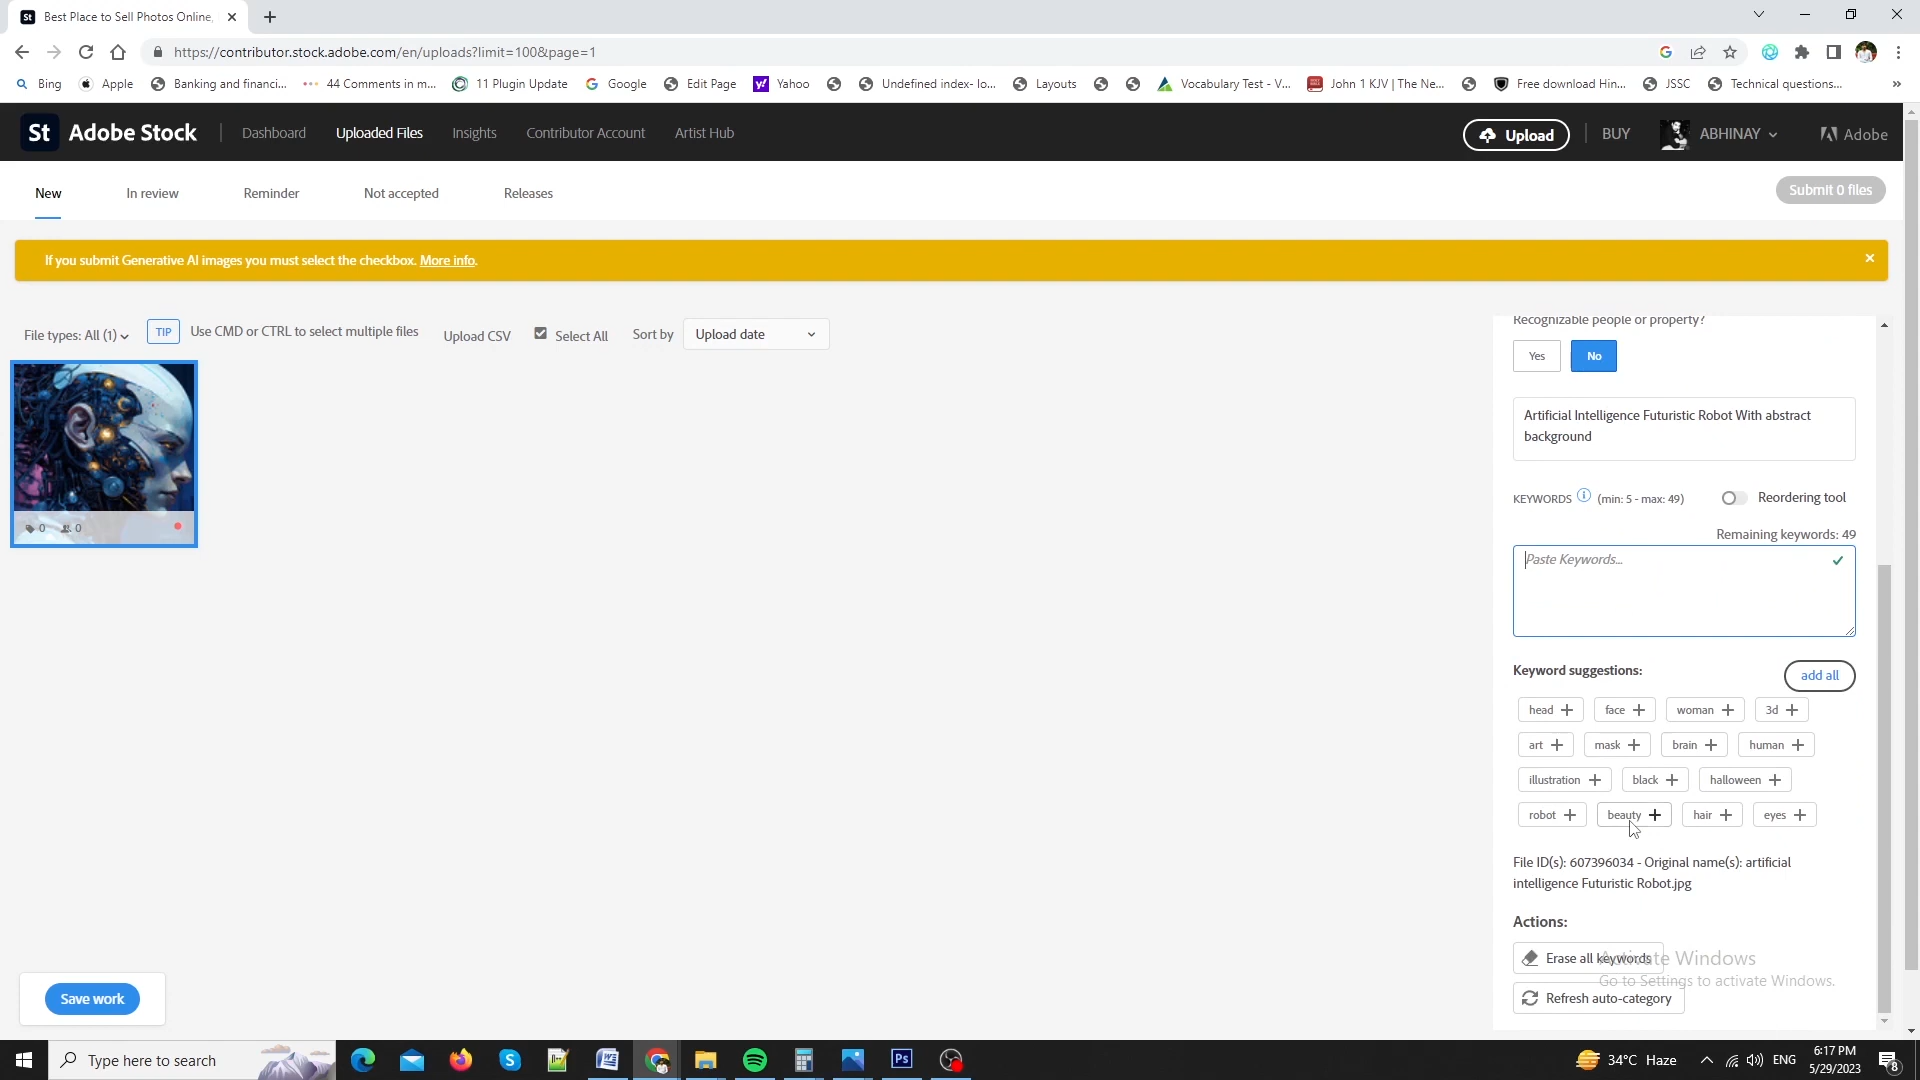 St Best Place to Sell Photos Online,
https://contributor.stock.adobe.com/en/uploads?limit=100&page=1
Bing Apple Banking and financi... 44 Comments in m... 11 Plugin Update Google Edit Page Yahoo Undefined index- lo... Layouts Vocabulary Test - V... John 1 KJV | The Ne... Free download Hin... JSSC Technical questions... »
St Adobe Stock Dashboard Uploaded Files Insights Contributor Account Artist Hub Upload BUY ABHINAY Adobe
New In review Reminder Not accepted Releases Submit 0 files
If you submit Generative AI images you must select the checkbox. More info.
File types: All (1) TIP Use CMD or CTRL to select multiple files Upload CSV Select All Sort by Upload date
0 0
Recognizable people or property?
Yes No
Artificial Intelligence Futuristic Robot With abstract
background
KEYWORDS (min: 5 - max: 49) Reordering tool
Remaining keywords: 49
Paste Keywords...
Keyword suggestions: add all
head face woman 3d
art mask brain human
illustration black halloween
robot beauty hair eyes
File ID(s): 607396034 - Original name(s): artificial
intelligence Futuristic Robot.jpg
Actions:
Erase all keywords
Activate Windows
Go to Settings to activate Windows.
Refresh auto-category
Save work
Type here to search Ps 34°C Haze ENG 6:17 PM
5/29/2023 8